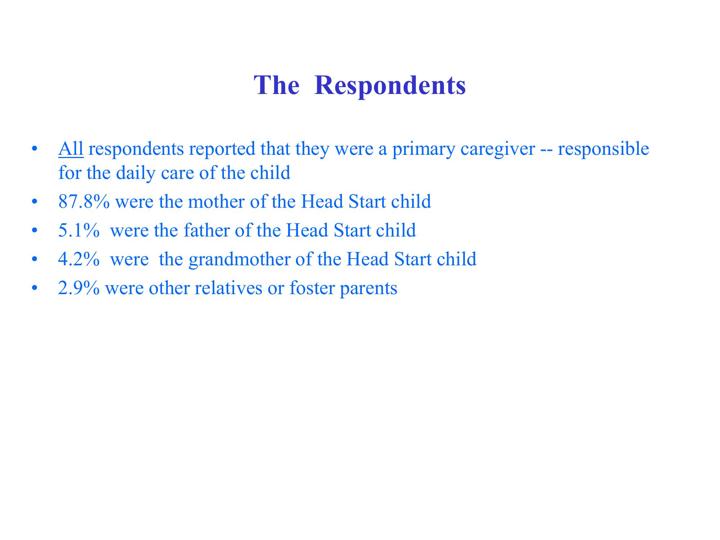 The  Respondents
• All respondents reported that they were a primary caregiver -- responsible
for the daily care of the child
• 87.8% were the mother of the Head Start child
• 5.1%  were the father of the Head Start child
• 4.2%  were  the grandmother of the Head Start child
• 2.9% were other relatives or foster parents